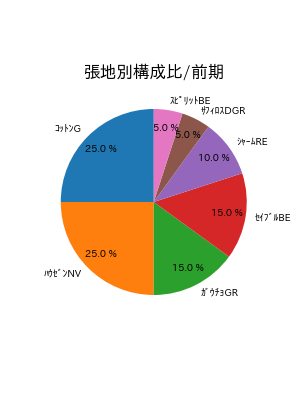 張地別構成比/前期
ｽﾋﾟﾘｯﾄBE
5.0 %
ｻﾌｨﾛｽDGR
5.0 %
ｼｬｰﾑRE
10.0 %
ｾｲﾌﾞﾙBE
15.0 %
ｶﾞｳﾁｮGR
15.0 %
ﾊｳｾﾞﾝNV
25.0 %
ｺｯﾄﾝG
25.0 %